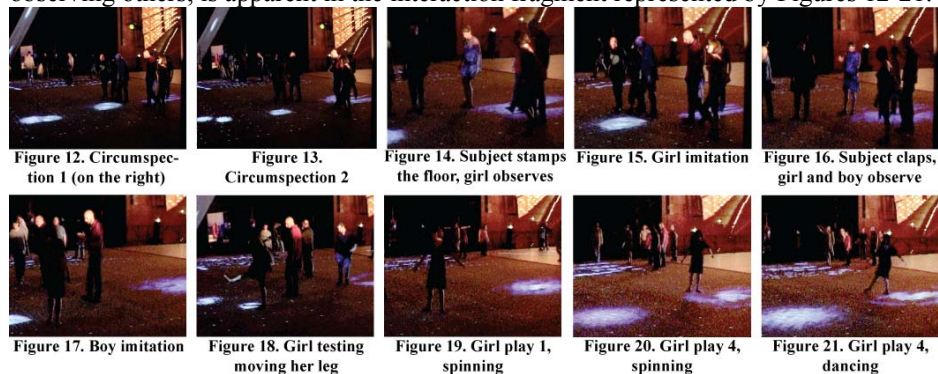 observing others, is apparent in the interaction fragment represented by Figures 12-21.
Figure 12. Circumspec-
tion 1 (on the right)
Figure 13.
Circumspection 2
Figure 14. Subject stamps
the floor, girl observes
Figure 15. Girl imitation
Figure 16. Subject claps,
girl and boy observe
Figure 17. Boy imitation
Figure 18. Girl testing
moving her leg
Figure 19. Girl play 1,
spinning
Figure 20. Girl play 4,
spinning
Figure 21. Girl play 4,
dancing